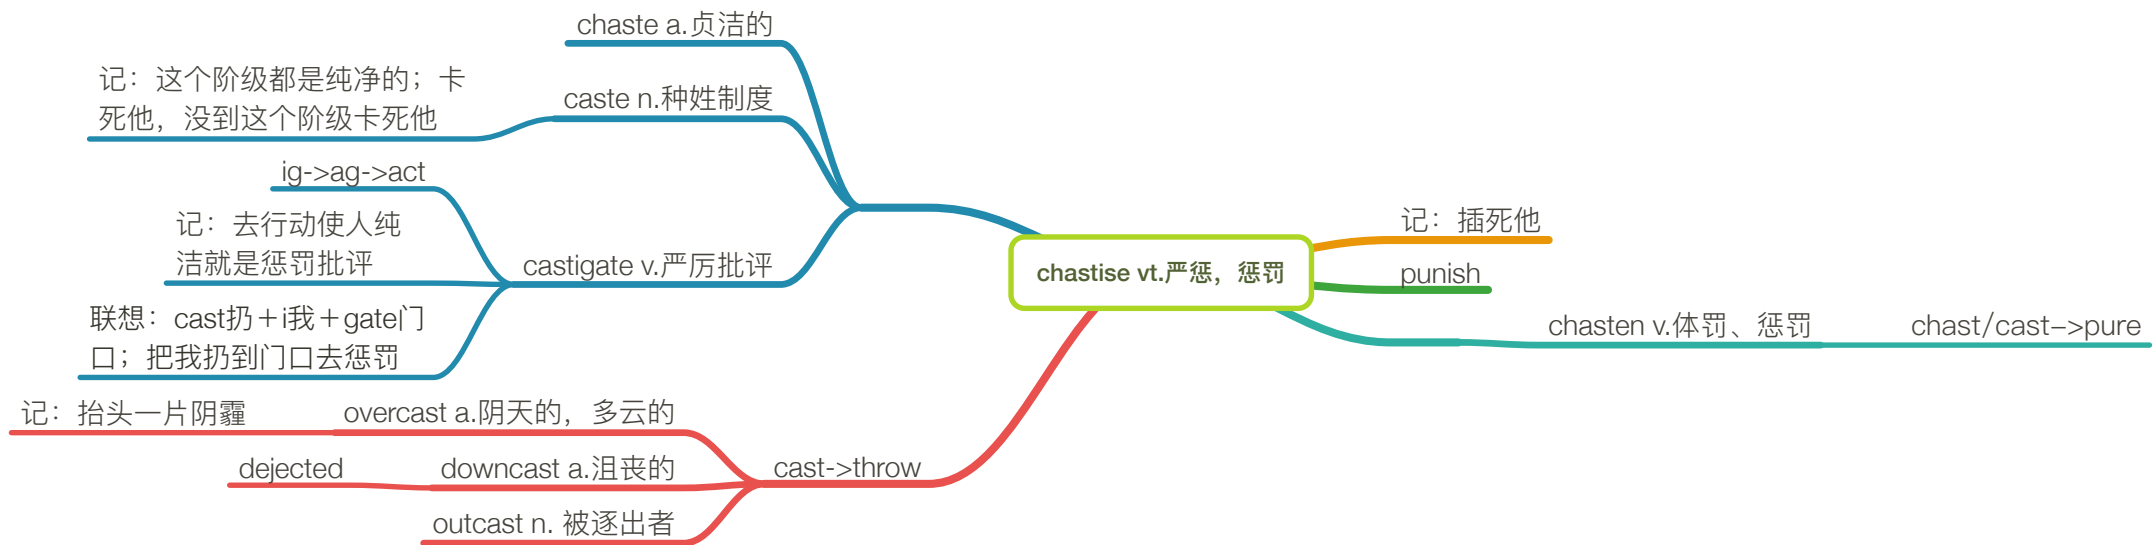 chaste a.贞洁的
记：这个阶级都是纯净的；卡
死他，没到这个阶级卡死他
caste n.种姓制度
ig->ag->act
记：去行动使人纯
洁就是惩罚批评
castigate v.严厉批评
联想：cast扔＋i我＋gate门
口；把我扔到门口去惩罚
记：抬头一片阴霾
overcast a.阴天的，多云的
dejected
downcast a.沮丧的
cast->throw
outcast n. 被逐出者
chastise vt.严惩，惩罚
记：插死他
punish
chasten v.体罚、惩罚
chast/cast–>pure